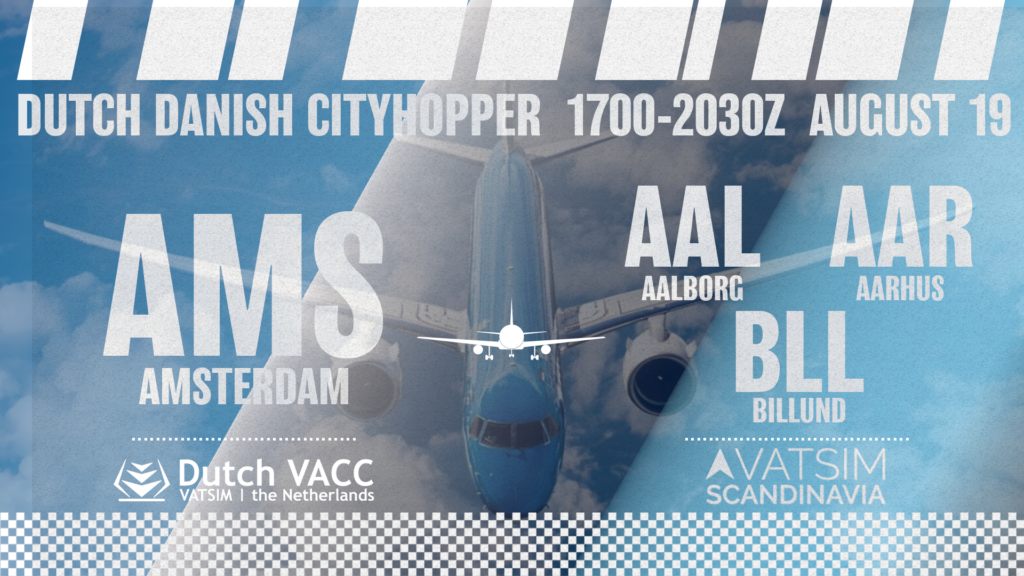 DUTCH DANISH CITYHOPPER 1700-2030Z AUGUST 19
AMS
AMSTERDAM
AAL
AALBORG
AAR
AARHUS
BLL
BILLUND
Dutch VACC
VATSIM | the Netherlands
VATSIM
SCANDINAVIA